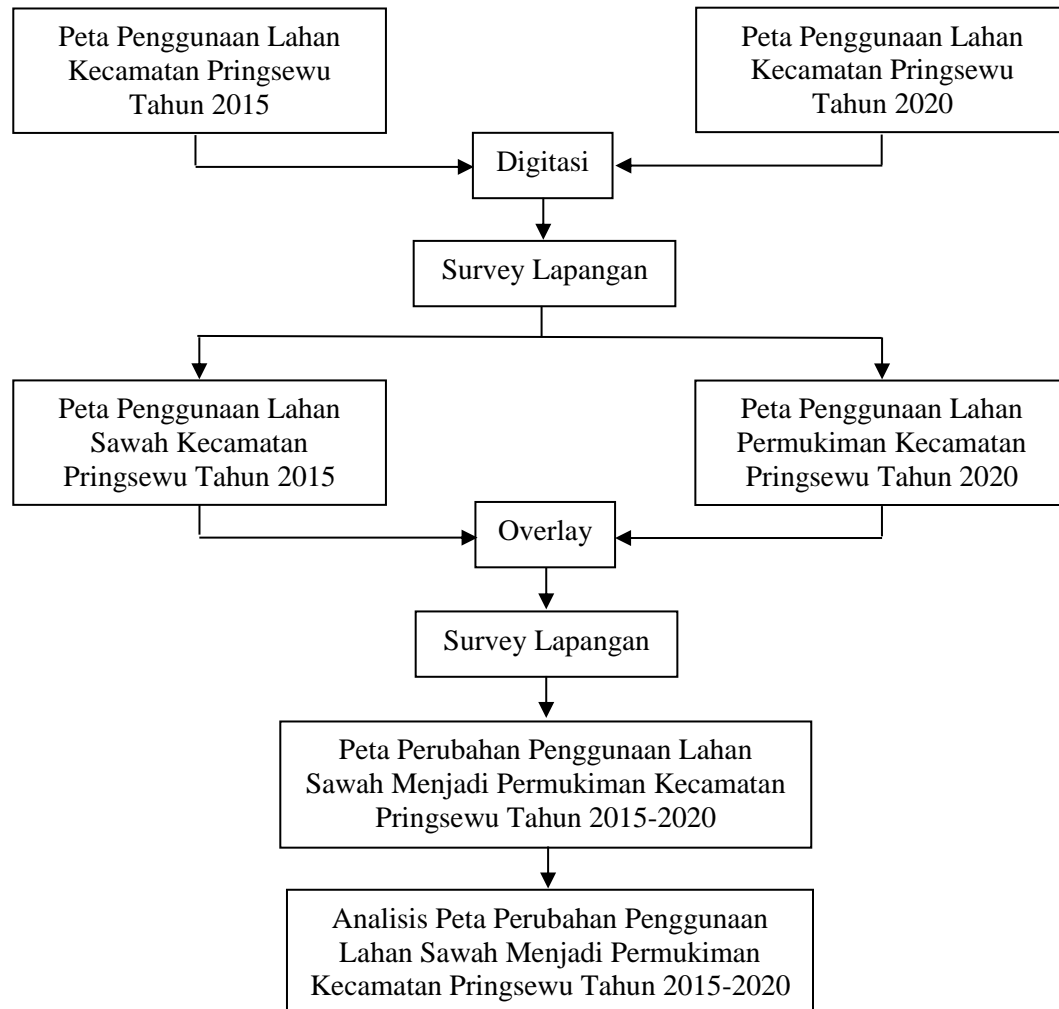 Peta Penggunaan Lahan
Kecamatan Pringsewu
Tahun 2015
Peta Penggunaan Lahan
Kecamatan Pringsewu
Tahun 2020
Digitasi
Survey Lapangan
Peta Penggunaan Lahan
Sawah Kecamatan
Pringsewu Tahun 2015
Peta Penggunaan Lahan
Permukiman Kecamatan
Pringsewu Tahun 2020
Overlay
Survey Lapangan
Peta Perubahan Penggunaan Lahan
Sawah Menjadi Permukiman Kecamatan
Pringsewu Tahun 2015-2020
Analisis Peta Perubahan Penggunaan
Lahan Sawah Menjadi Permukiman
Kecamatan Pringsewu Tahun 2015-2020